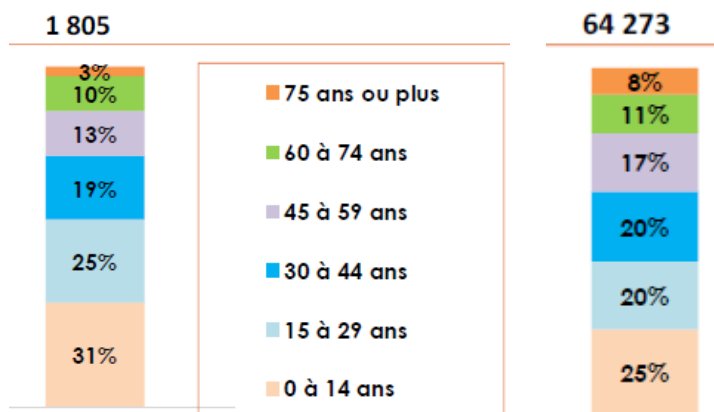 1 805
64 273
3%
10%
13%
19%
25%
31%
75 ans ou plus
60 à 74 ans
45 à 59 ans
30 à 44 ans
15 à 29 ans
0 à 14 ans
8%
11%
17%
20%
20%
25%